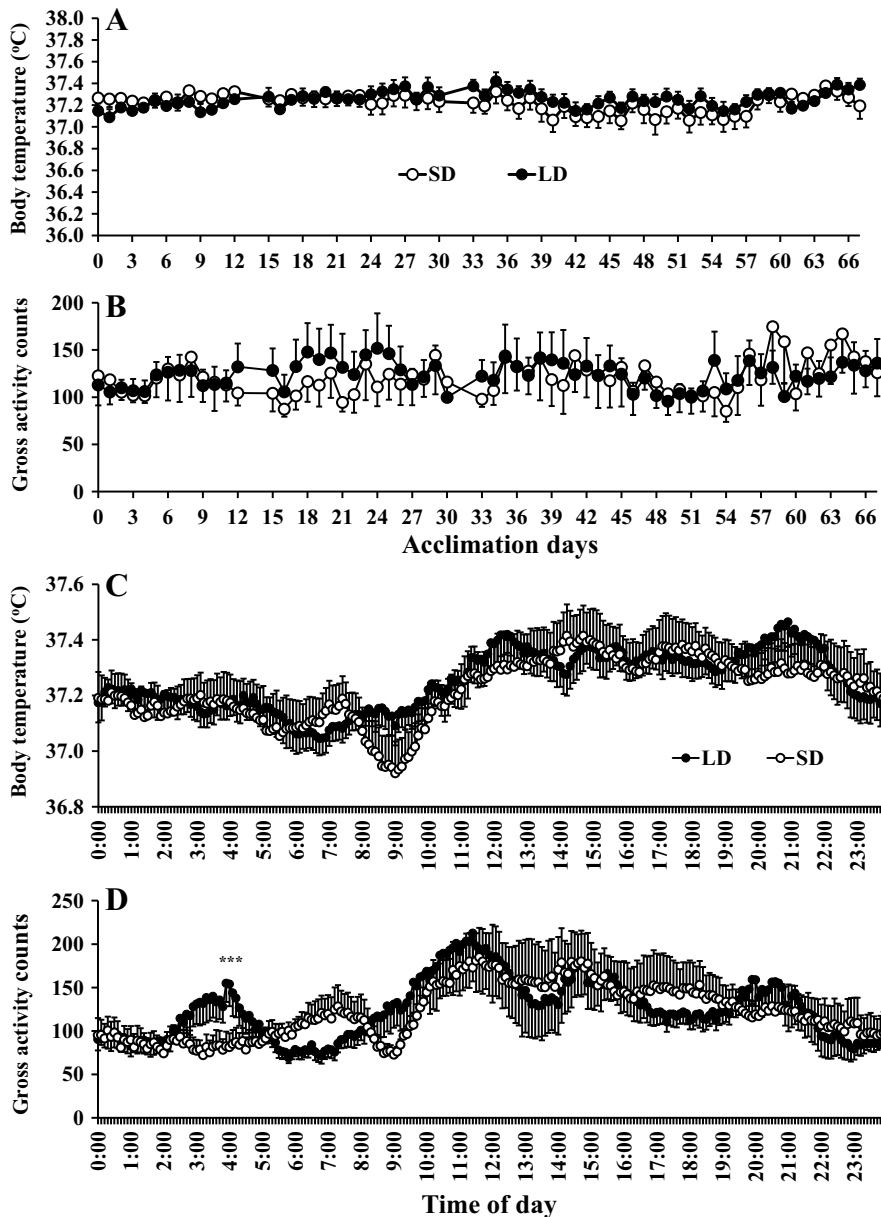 A
Body temperature (°C)
38.0
37.8
37.6
37.4
37.2
37.0
36.8
36.6
36.4
36.2
36.0
SD LD
0 3 6 9 12 15 18 21 24 27 30 33 36 39 42 45 48 51 54 57 60 63 66
B
Gross activity counts
200
150
100
50
0
0 3 6 9 12 15 18 21 24 27 30 33 36 39 42 45 48 51 54 57 60 63 66
Acclimation days
C
Body temperature (°C)
37.6
37.4
37.2
37.0
36.8
LD SD
0:00 1:00 2:00 3:00 4:00 5:00 6:00 7:00 8:00 9:00 10:00 11:00 12:00 13:00 14:00 15:00 16:00 17:00 18:00 19:00 20:00 21:00 22:00 23:00
D
Gross activity counts
250
200
150
100
50
0
***
0:00 1:00 2:00 3:00 4:00 5:00 6:00 7:00 8:00 9:00 10:00 11:00 12:00 13:00 14:00 15:00 16:00 17:00 18:00 19:00 20:00 21:00 22:00 23:00
Time of day